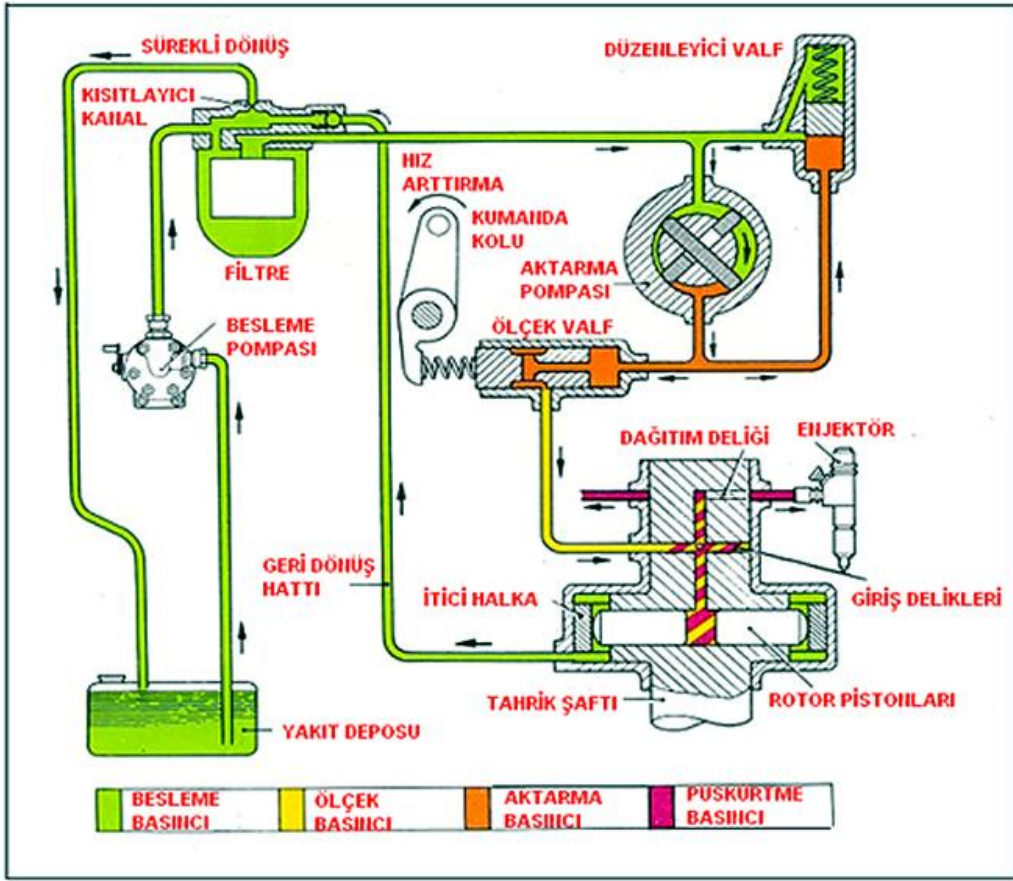 SÜREKLİ DÖNÜŞ
DÜZENLEYİCİ VALF
KISITLAYICI
KANAL
HIZ
ARTTIRMA
KUMANDA
KOLU
FİLTRE
AKTARMA
POMPASI
BESLEME
POMPASI
ÖLÇEK VALF
DAĞITIM DELİĞİ
ENJEKTÖR
GERİ DÖNÜŞ
HATTI
İTİCİ HALKA
GİRİŞ DELİKLERİ
TAHRİK ŞAFTI
ROTOR PİSTONLARI
YAKIT DEPOSU
BESLEME
BASINCI
ÖLÇEK
BASINCI
AKTARMA
BASINCI
PÜSKÜRTME
BASINCI